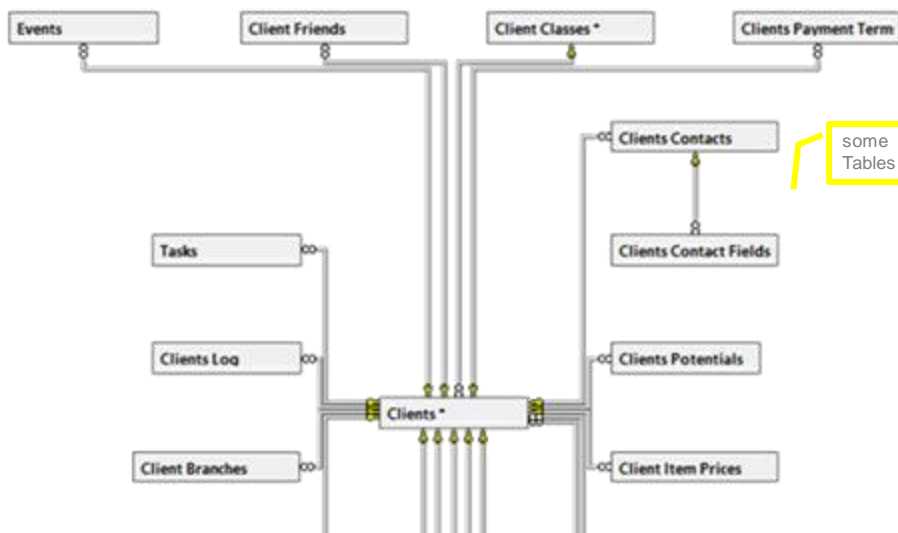 Events
Client Friends
Client Classes *
Clients Payment Term
Clients Contacts
some
Tables
Tasks
Clients Contact Fields
Clients Log
Clients Potentials
Clients *
Client Branches
Client Item Prices